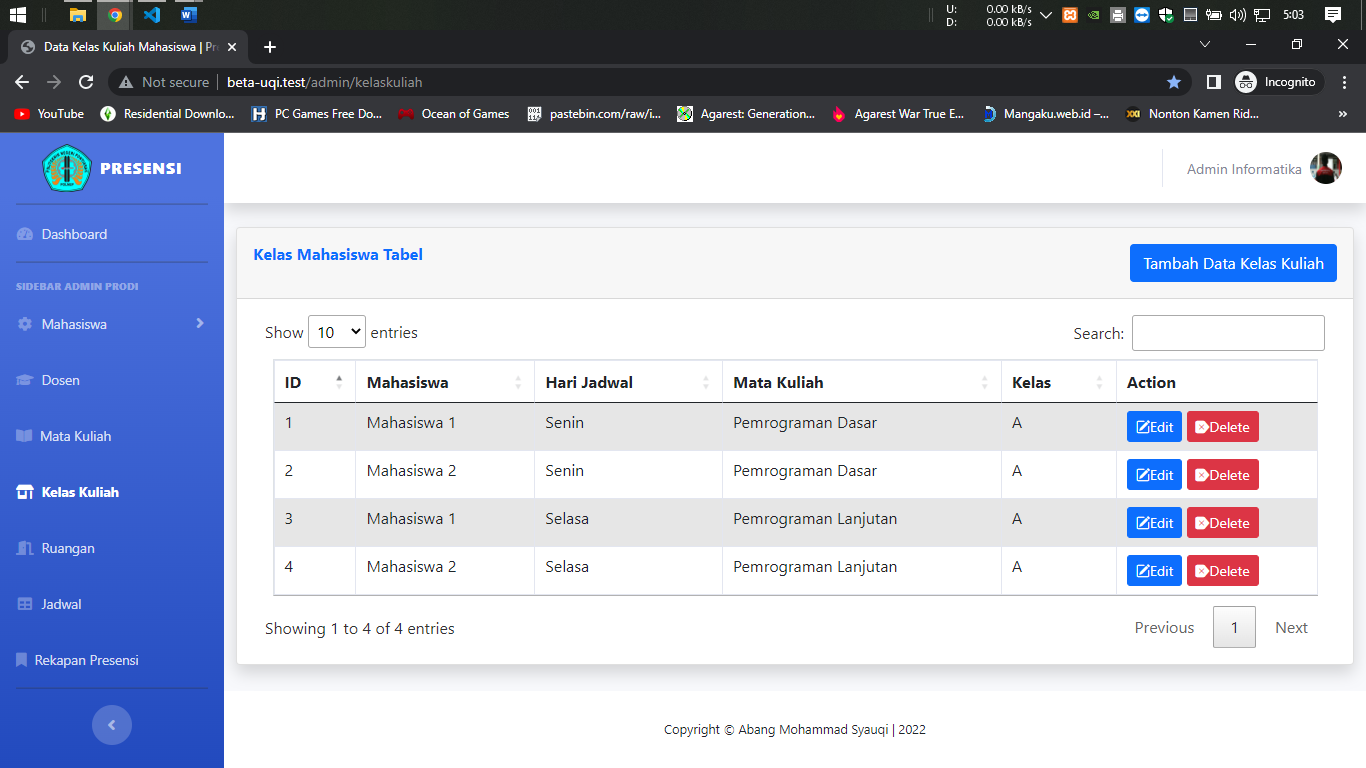 U: 0.00 kB/s
D: 0.00 kB/s
5:03
Data Kelas Kuliah Mahasiswa | Pr
Not secure | beta-uqi.test/admin/kelaskuliah
Incognito
YouTube Residential Downlo... PC Games Free Do... Ocean of Games pastebin.com/raw/i... Agarest: Generation... Agarest War True E... Mangaku.web.id –... Nonton Kamen Rid... »
PRESENSI
Admin Informatika
Dashboard
SIDEBAR ADMIN PRODI
Mahasiswa
Dosen
Mata Kuliah
Kelas Kuliah
Ruangan
Jadwal
Rekapan Presensi
Kelas Mahasiswa Tabel
Tambah Data Kelas Kuliah
Show 10 entries
Search:
ID Mahasiswa Hari Jadwal Mata Kuliah Kelas Action
1 Mahasiswa 1 Senin Pemrograman Dasar A Edit Delete
2 Mahasiswa 2 Senin Pemrograman Dasar A Edit Delete
3 Mahasiswa 1 Selasa Pemrograman Lanjutan A Edit Delete
4 Mahasiswa 2 Selasa Pemrograman Lanjutan A Edit Delete
Showing 1 to 4 of 4 entries
Previous 1 Next
Copyright © Abang Mohammad Syauqi | 2022